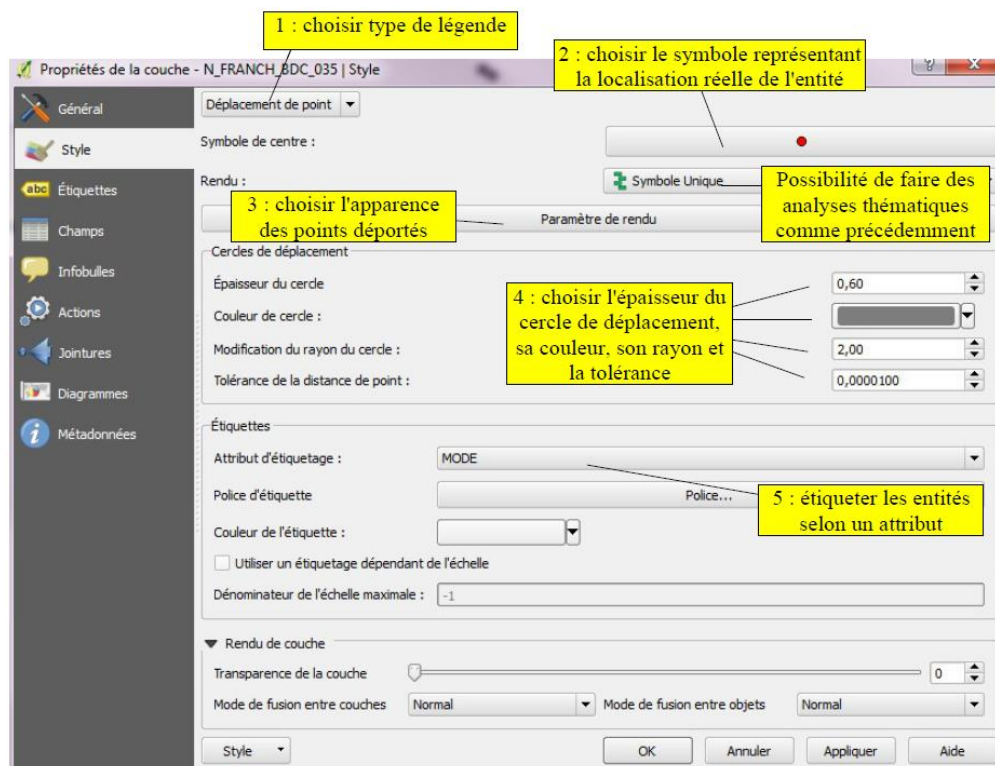 1 : choisir type de légende
Propriétés de la couche - N_FRANCH_BDC_035 | Style
2 : choisir le symbole représentant
la localisation réelle de l'entité
Général
Style
Étiquettes
Champs
Infobulles
Actions
Jointures
Diagrammes
Métadonnées
Déplacement de point
Symbole de centre :
Rendu :
Symbole Unique
Possibilité de faire des
analyses thématiques
comme précédemment
3 : choisir l'apparence
des points déportés
Paramètre de rendu
Cercles de déplacement
Épaisseur du cercle
0,60
Couleur de cercle :
Modification du rayon du cercle :
2,00
Tolérance de la distance de point :
0,0000100
4 : choisir l'épaisseur du
cercle de déplacement,
sa couleur, son rayon et
la tolérance
Étiquettes
Attribut d'étiquetage :
MODE
Police d'étiquette
Police...
5 : étiqueter les entités
selon un attribut
Couleur de l'étiquette :
Utiliser un étiquetage dépendant de l'échelle
Dénominateur de l'échelle maximale :
-1
Rendu de couche
Transparence de la couche
0
Mode de fusion entre couches
Normal
Mode de fusion entre objets
Normal
Style
OK
Annuler
Appliquer
Aide